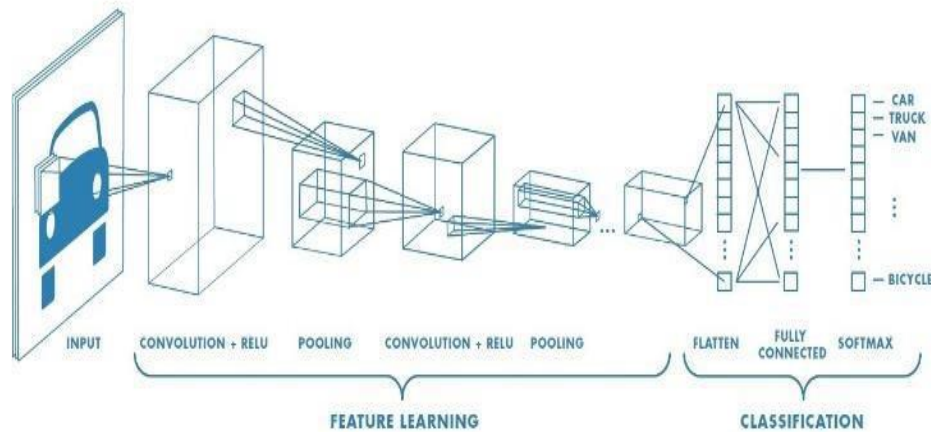 CAR
TRUCK
VAN
BICYCLE
INPUT
CONVOLUTION + RELU
POOLING
CONVOLUTION + RELU
POOLING
FLATTEN
FULLY
CONNECTED
SOFTMAX
FEATURE LEARNING
CLASSIFICATION